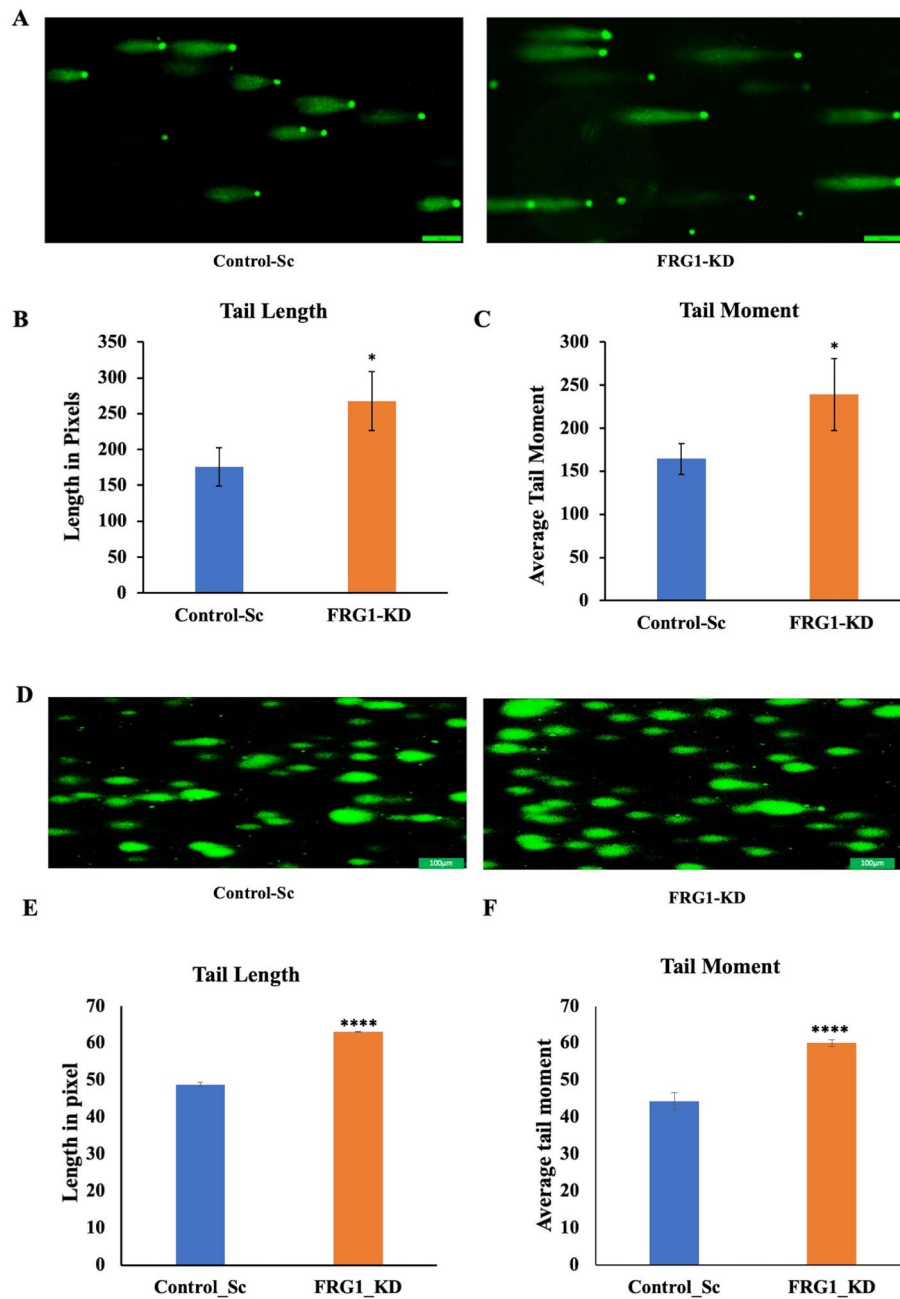 A
Control-Sc
FRG1-KD
B
Tail Length
350
300
250
200
150
100
50
0
Length in Pixels
*
Control-Sc
FRG1-KD
C
Tail Moment
300
250
200
150
100
50
0
Average Tail Moment
*
Control-Sc
FRG1-KD
D
100µm
100µm
Control-Sc
FRG1-KD
E
Tail Length
70
60
50
40
30
20
10
0
Length in pixel
****
Control_Sc
FRG1_KD
F
Tail Moment
70
60
50
40
30
20
10
0
Average tail moment
****
Control_Sc
FRG1_KD